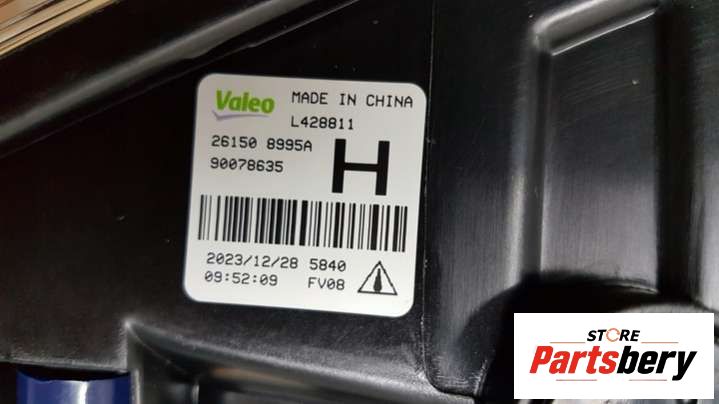 Valeo MADE IN CHINA
L428811
26150 8995A
90078635
H
2023/12/28 5840
09:52:09 FV08
STORE
Partsbery